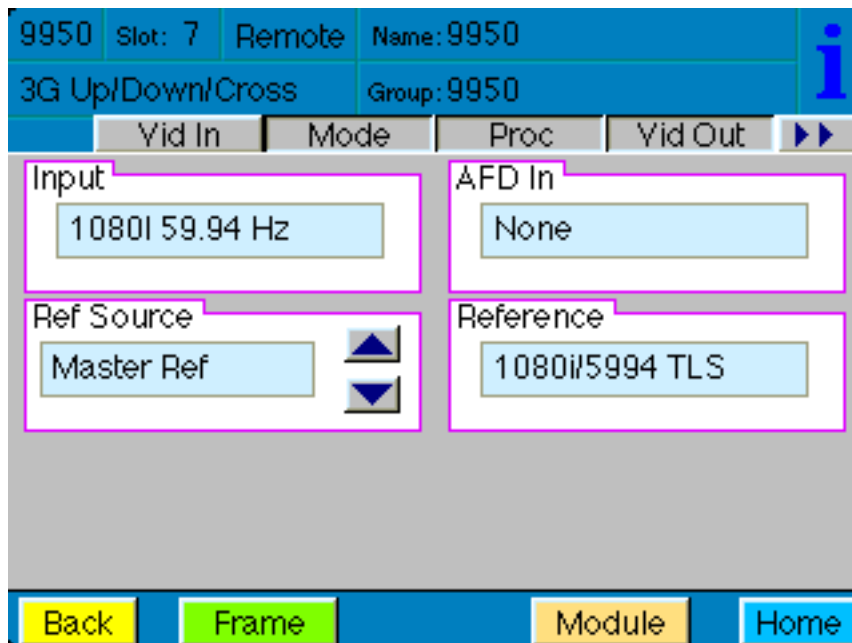 9950 Slot: 7 Remote Name: 9950
3G Up/Down/Cross Group: 9950
i
Vid In Mode Proc Vid Out
Input
1080I 59.94 Hz
AFD In
None
Ref Source
Master Ref
Reference
1080i/5994 TLS
Back Frame Module Home